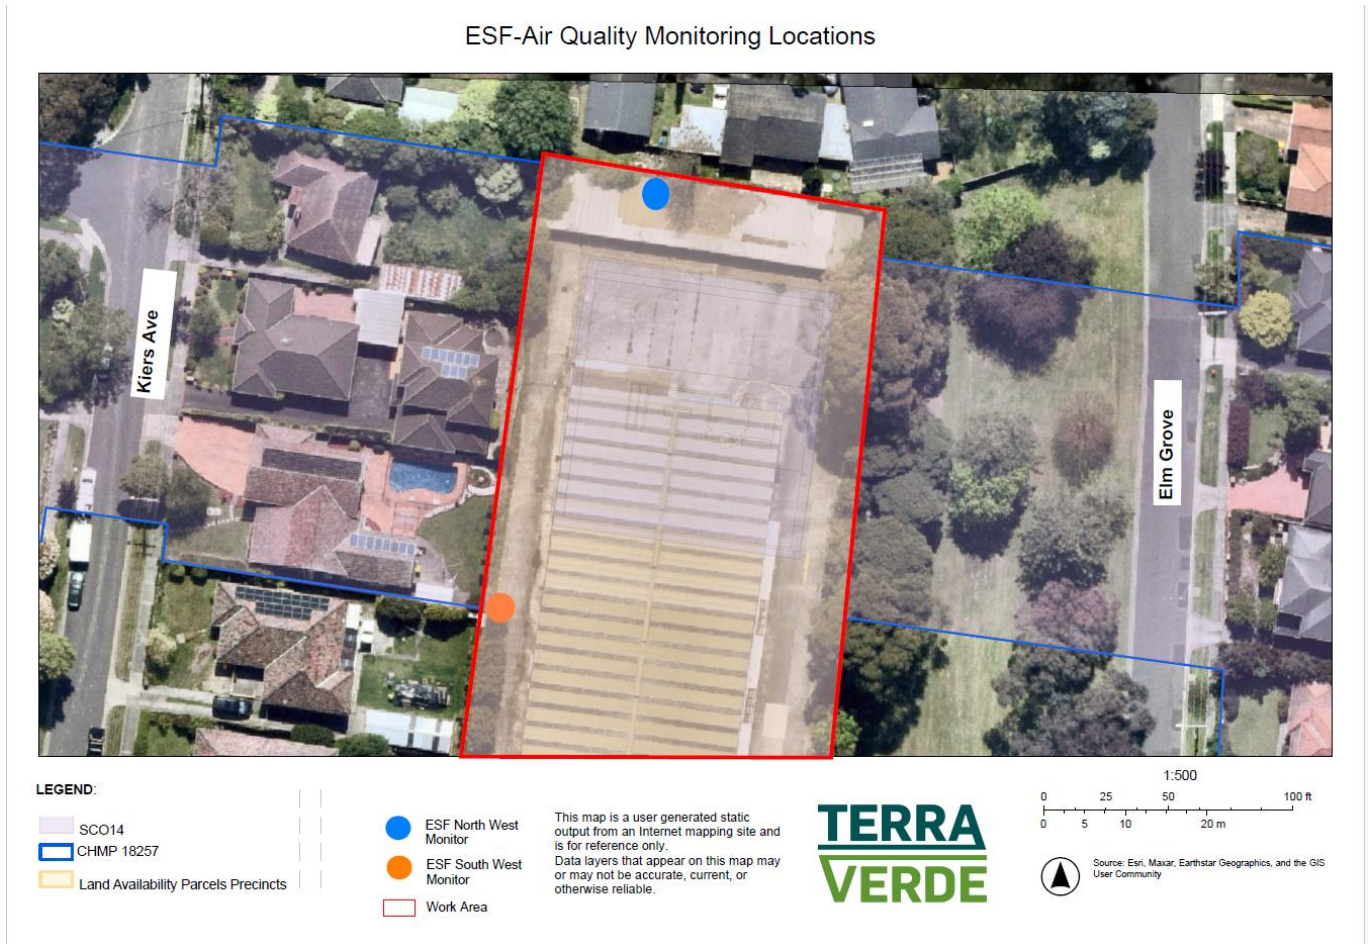 ESF-Air Quality Monitoring Locations
Kiers Ave
Elm Grove
LEGEND:
SCO14
CHMP 18257
Land Availability Parcels Precincts
ESF North West
Monitor
ESF South West
Monitor
Work Area
This map is a user generated static
output from an Internet mapping site and
is for reference only.
Data layers that appear on this map may
or may not be accurate, current, or
otherwise reliable.
TERRA
VERDE
1:500
0 25 50 100 ft
0 5 10 20 m
Source: Esri, Maxar, Earthstar Geographics, and the GIS
User Community